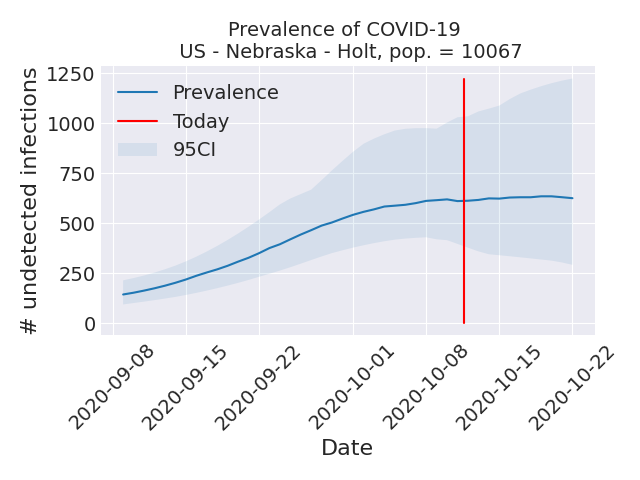 Prevalence of COVID-19
US - Nebraska - Holt, pop. = 10067
# undetected infections
1250
1000
750
500
250
0
Prevalence
Today
95CI
2020-09-08
2020-09-15
2020-09-22
2020-10-01
2020-10-08
2020-10-15
2020-10-22
Date